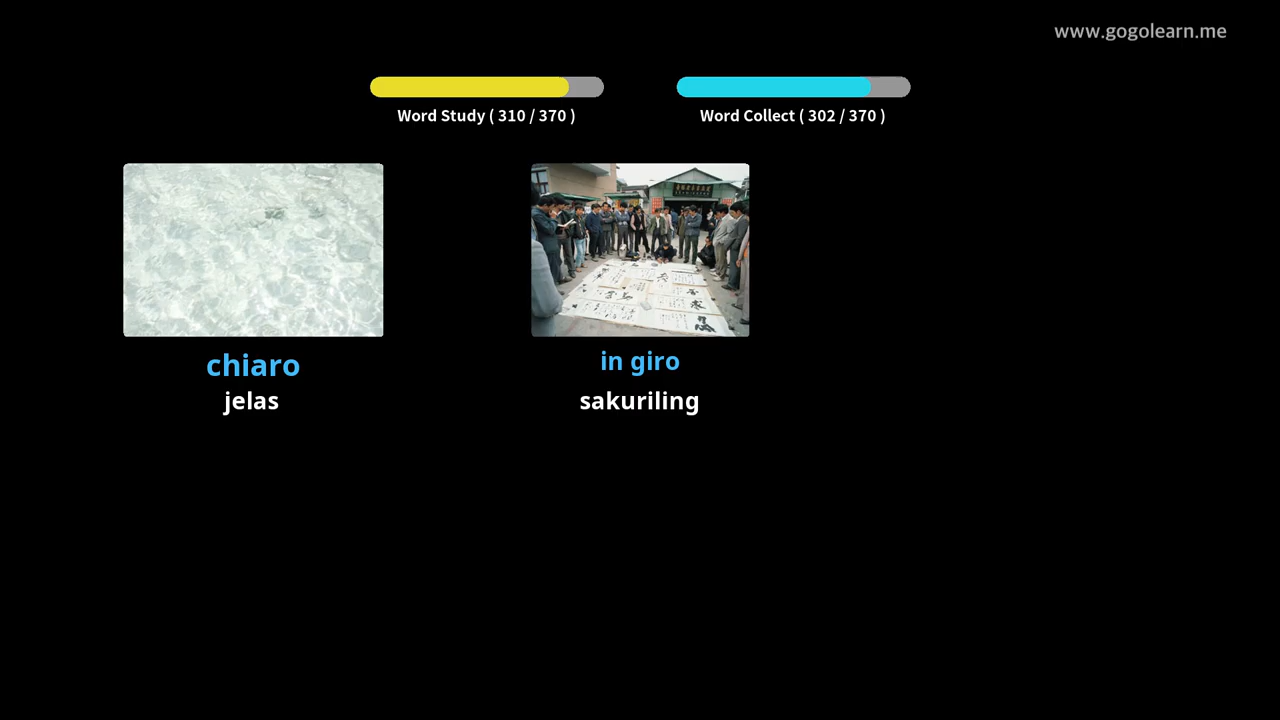 www.gogolearn.me
Word Study ( 310 / 370 )
Word Collect ( 302 / 370 )
chiaro
jelas
in giro
sakuriling